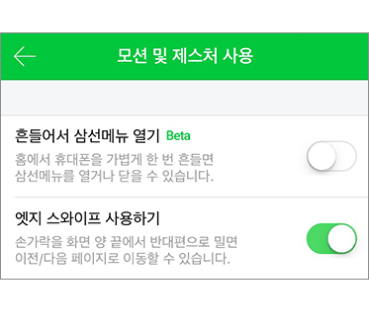 모션 및 제스처 사용
흔들어서 삼선메뉴 열기 Beta
홈에서 휴대폰을 가볍게 한 번 흔들면
삼선메뉴를 열거나 닫을 수 있습니다.
엣지 스와이프 사용하기
손가락을 화면 양 끝에서 반대편으로 밀면
이전/다음 페이지로 이동할 수 있습니다.